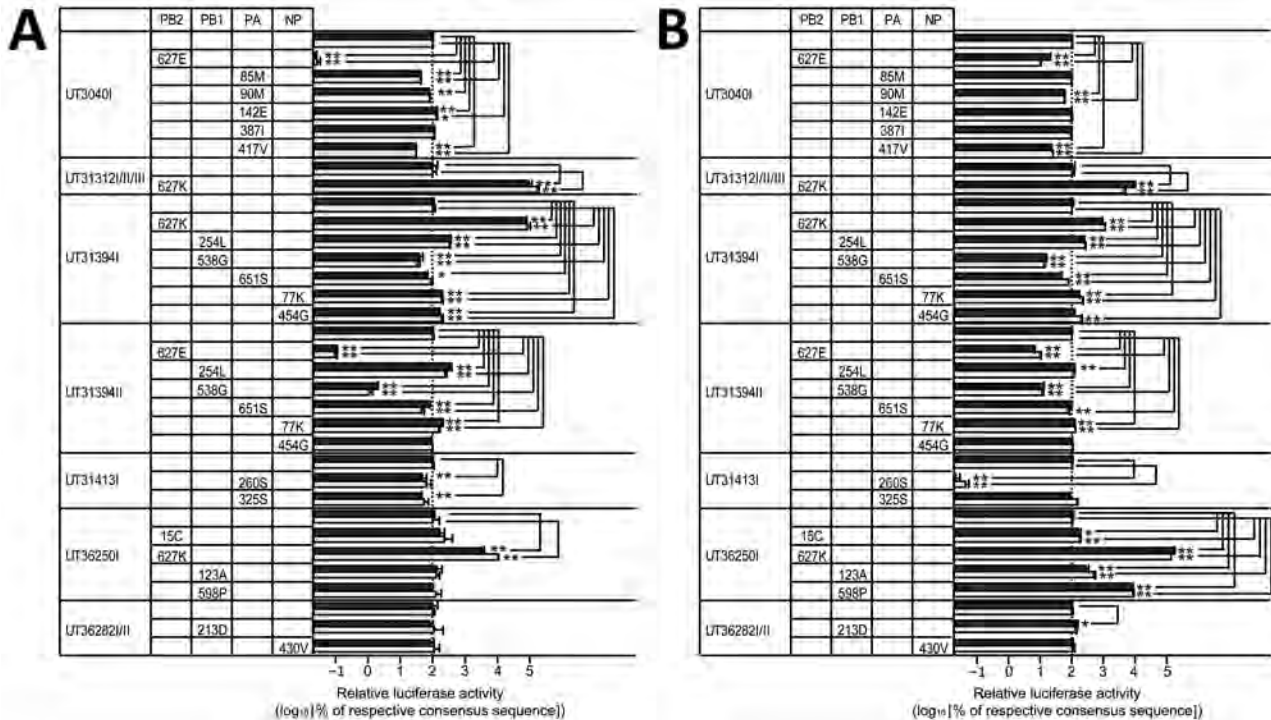 A
PB2 PB1 PA NP
UT3040I
627E
85M
90M
142E
387I
417V
UT31312I/II/III
627K
UT31394I
627K
254L
538G
651S
77K
454G
UT31394II
627E
254L
538G
651S
77K
454G
UT31413I
260S
325S
UT36250I
15C
627K
123A
598P
UT36282I/II
213D
430V
−1 0 1 2 3 4 5
Relative luciferase activity
(log₁₀[% of respective consensus sequence])
B
PB2 PB1 PA NP
UT3040I
627E
85M
90M
142E
387I
417V
UT31312I/II/III
627K
UT31394I
627K
254L
538G
651S
77K
454G
UT31394II
627E
254L
538G
651S
77K
454G
UT31413I
260S
325S
UT36250I
15C
627K
123A
598P
UT36282I/II
213D
430V
−1 0 1 2 3 4 5
Relative luciferase activity
(log₁₀[% of respective consensus sequence])